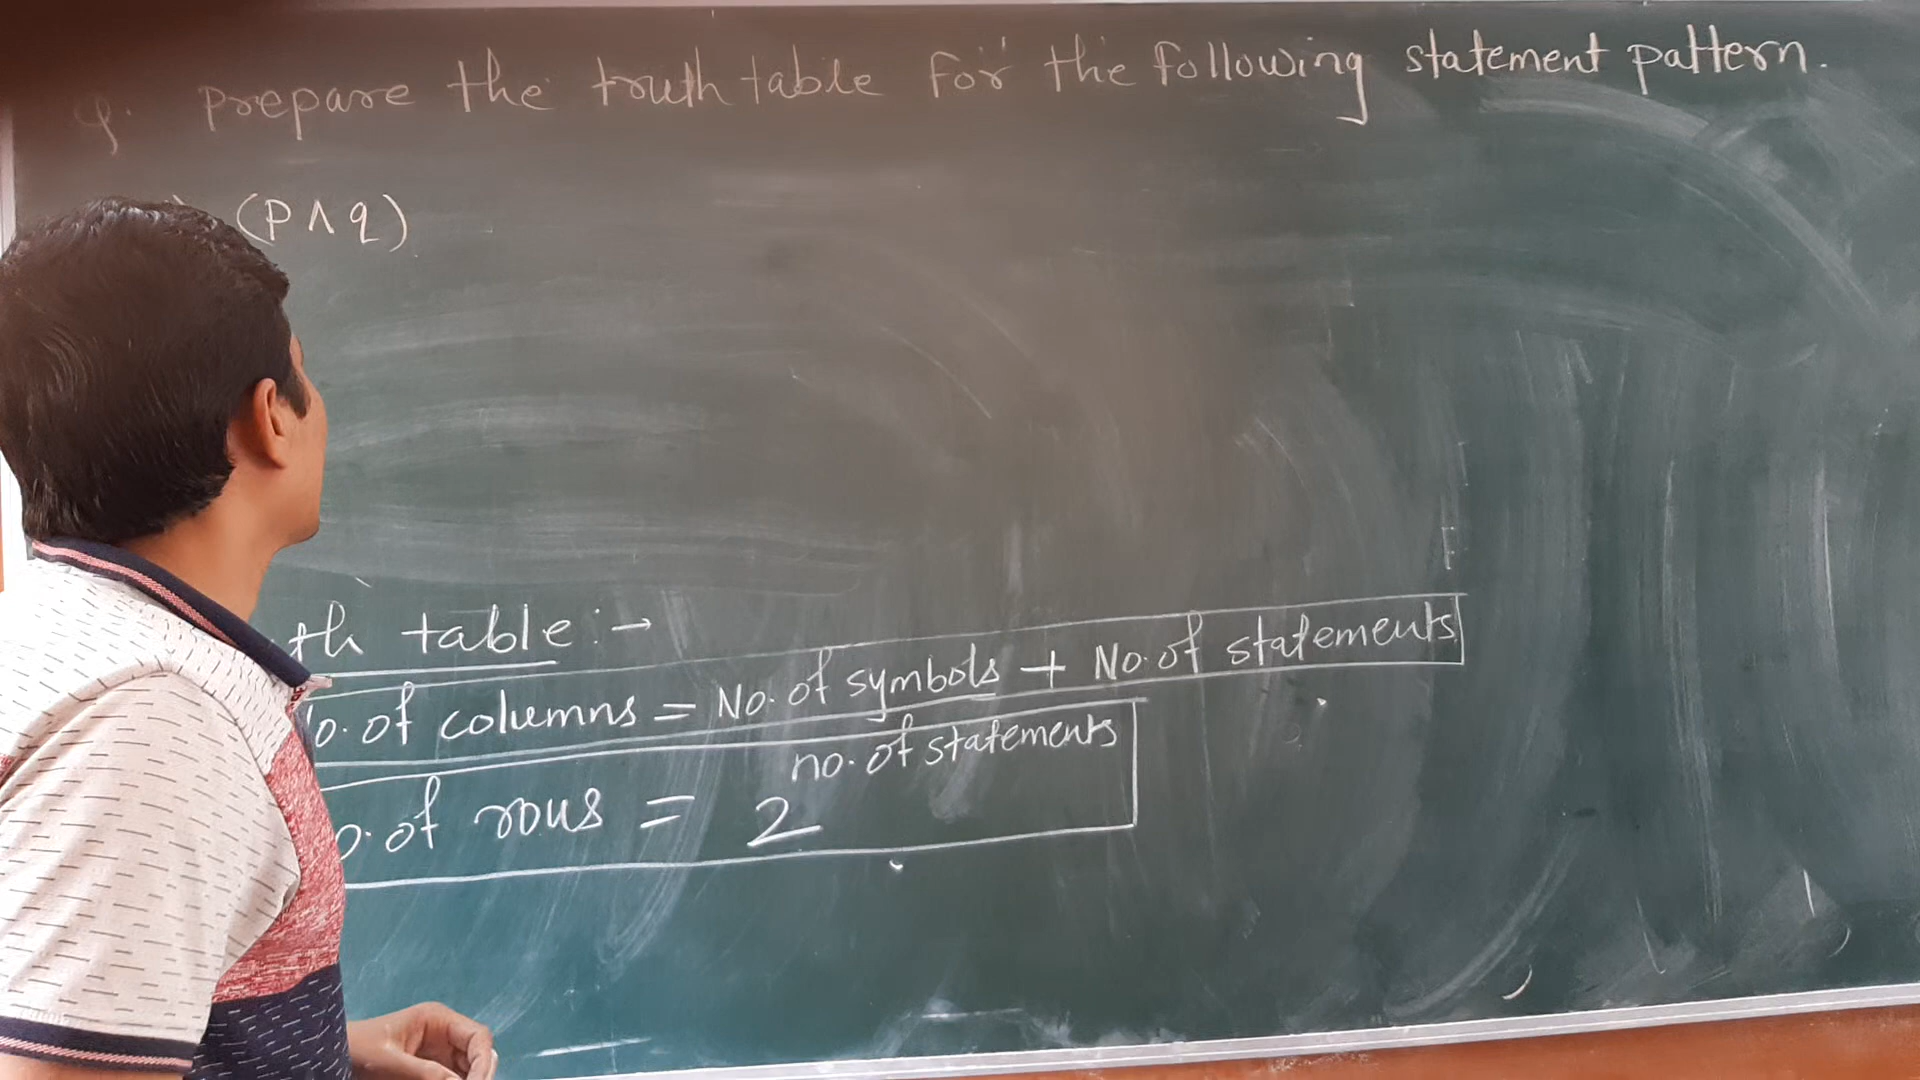 Q. Prepare the truth table for the following statement pattern.
(P ∧ q)
th table :- →
o. of columns = No. of symbols + No. of statements
o. of rows = 2^no. of statements